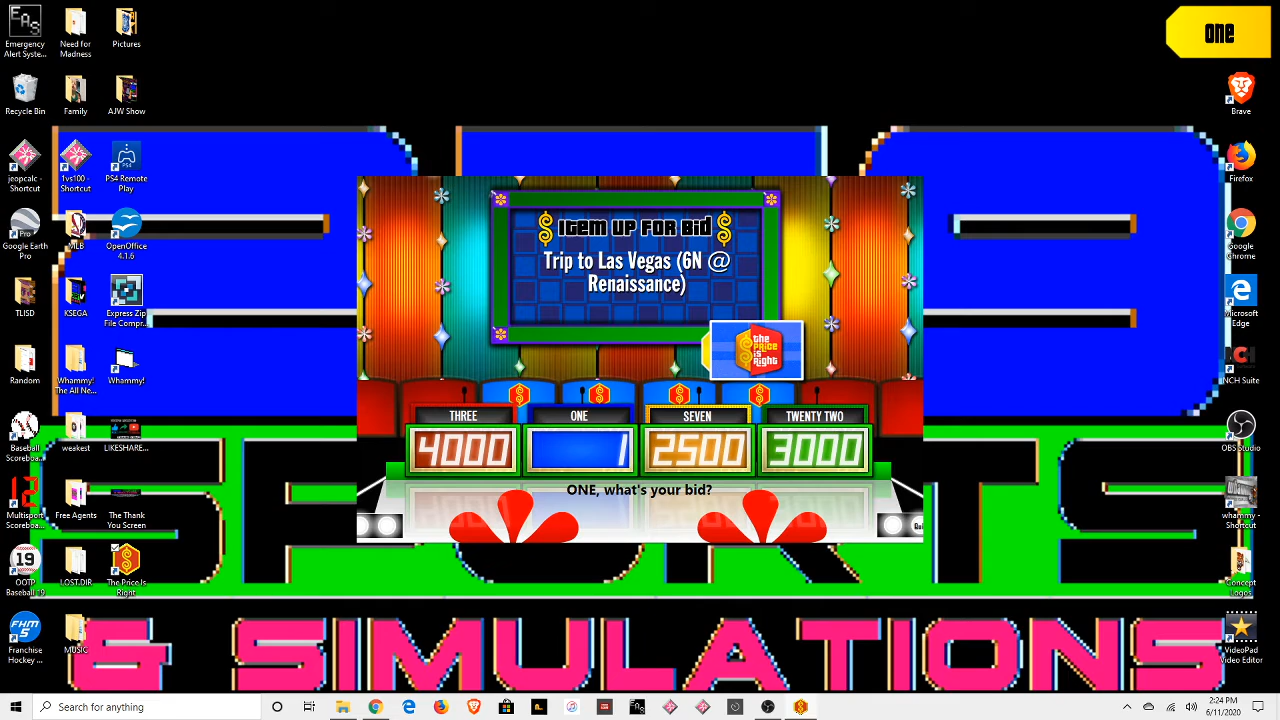 ONE
Emergency
Alert Syste...
Need for
Madness
Pictures
Recycle Bin
Family
AJW Show
jeopcalc -
Shortcut
1vs100 -
Shortcut
PS4 Remote
Play
Google Earth
Pro
MLB
OpenOffice
4.1.6
TLISD
KSEGA
Express Zip
File Compr...
Random
Whammy!
The All Ne...
Whammy!
Baseball
Scoreboa...
weakest
LIKESHARE...
12
Multisport
Scoreboa...
Free Agents
The Thank
You Screen
19
OOTP
Baseball 19
LOST.DIR
The Price Is
Right
FHM
5
Franchise
Hockey ...
MUSIC
Brave
Firefox
Google
Chrome
Microsoft
Edge
NCH Suite
OBS Studio
whammy -
Shortcut
Concept
Logos
VideoPad
Video Editor
ITEM UP FOR BID
Trip to Las Vegas (6N @
Renaissance)
the
PRICE
is
Right
THREE
ONE
SEVEN
TWENTY TWO
4000
1
2500
3000
ONE, what's your bid?
SPORTS
& SIMULATIONS
Search for anything
2:24 PM
6/11/2020